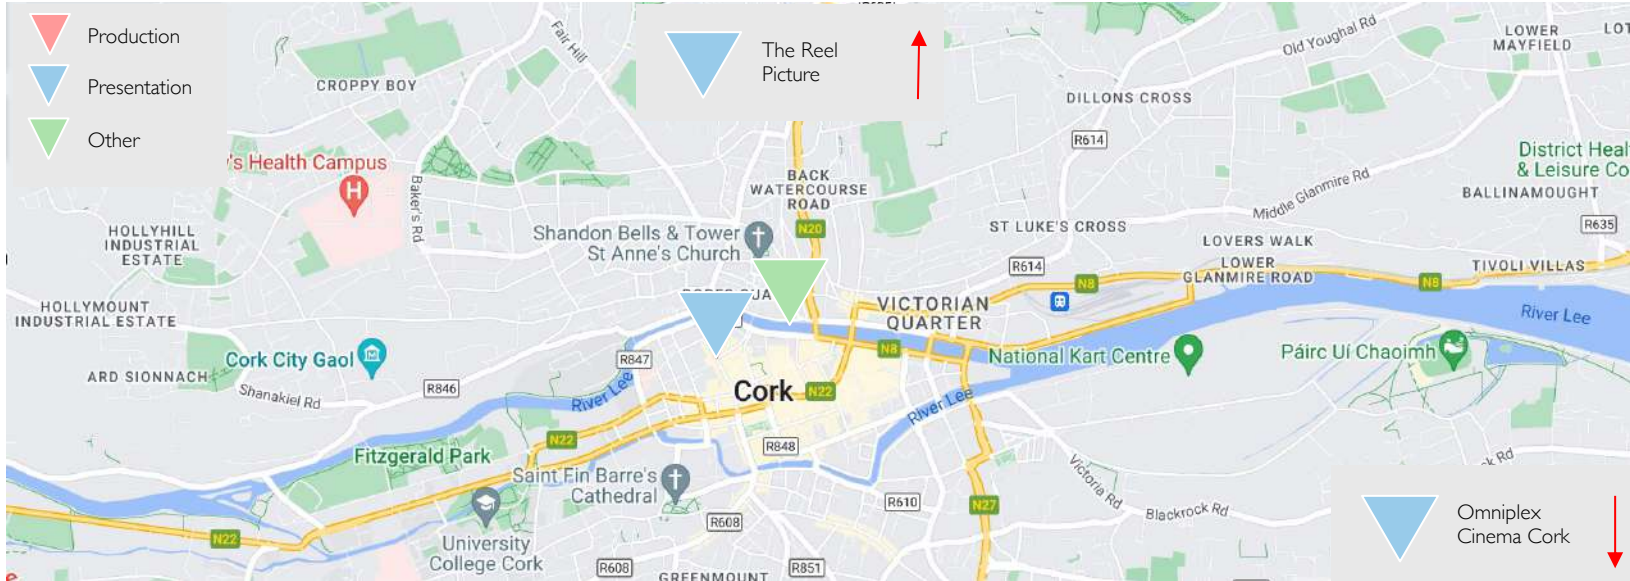 Production
Presentation
Other
The Reel
Picture
Fair Hill
CROPPY BOY
Old Youghal Rd
LOWER
MAYFIELD
DILLONS CROSS
R614
's Health Campus
H
Baker's Rd
BACK
WATERCOURSE
ROAD
Middle Glanmire Rd
& Leisure Co
BALLINAMOUGHT
HOLLYHILL
INDUSTRIAL
ESTATE
Shandon Bells & Tower
St Anne's Church
N20
ST LUKE'S CROSS
R635
LOVERS WALK
R614
LOWER
GLANMIRE ROAD
TIVOLI VILLAS
N8
N8
HOLLYMOUNT
INDUSTRIAL ESTATE
VICTORIAN
QUARTER
River Lee
Cork City Gaol
R847
N8
National Kart Centre
Páirc Uí Chaoimh
ARD SIONNACH
Shanakiel Rd
R846
River Lee
Cork
N22
River Lee
N22
R848
Fitzgerald Park
Saint Fin Barre's
Cathedral
R610
N27
Victoria Rd
Blackrock Rd
R608
N22
University
College Cork
R608
GREENMOUNT
R851
Omniplex
Cinema Cork